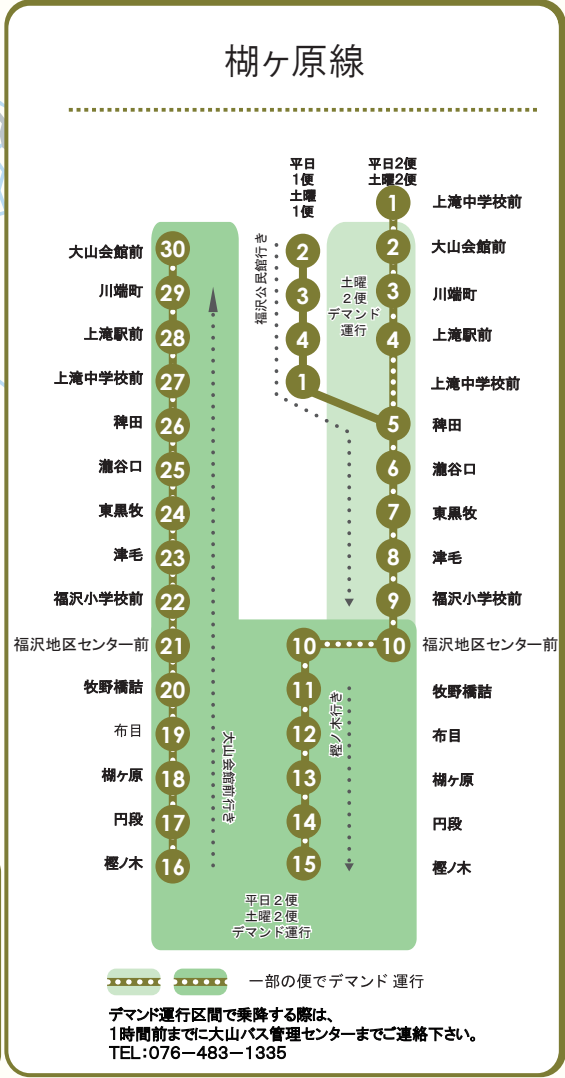 楜ヶ原線
平日
1便
土曜
1便
平日2便
土曜2便
福沢公民館行き
2
3
4
1
土曜
2便
デマンド
運行
1 上滝中学校前
2 大山会館前
3 川端町
4 上滝駅前
上滝中学校前
5 稗田
6 瀧谷口
7 東黒牧
8 津毛
9 福沢小学校前
10 10 福沢地区センター前
11 牧野橋詰
12 布目
13 楜ヶ原
14 円段
15 樫ノ木
樫ノ木行き
大山会館前 30
川端町 29
上滝駅前 28
上滝中学校前 27
稗田 26
瀧谷口 25
東黒牧 24
津毛 23
福沢小学校前 22
福沢地区センター前 21
牧野橋詰 20
布目 19
楜ヶ原 18
円段 17
樫ノ木 16
大山会館前行き
平日2便
土曜2便
デマンド運行
一部の便でデマンド 運行
デマンド運行区間で乗降する際は、
1時間前までに大山バス管理センターまでご連絡下さい。
TEL:076－483－1335